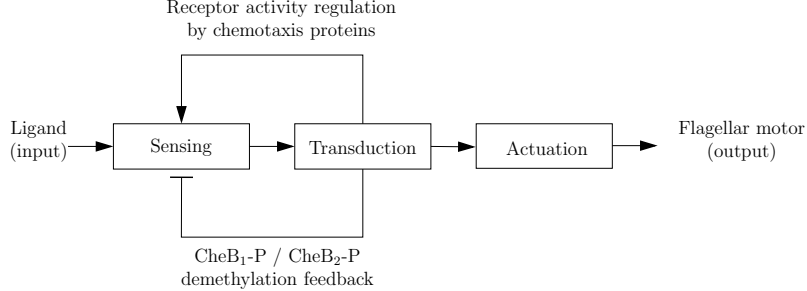 Receptor activity regulation
by chemotaxis proteins
Ligand
(input)
Sensing
Transduction
Actuation
Flagellar motor
(output)
CheB₁-P / CheB₂-P
demethylation feedback